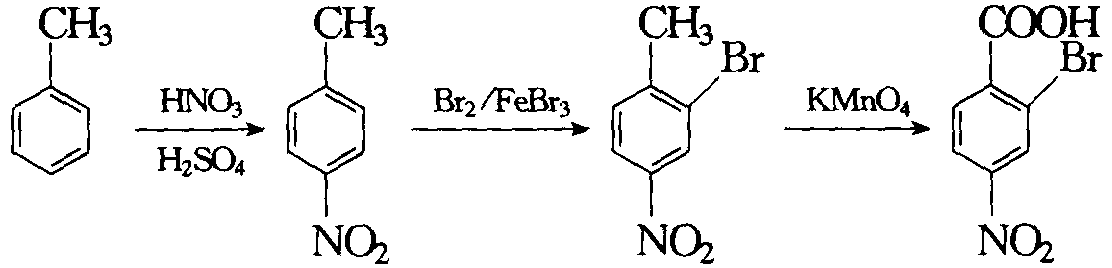 CH₃ CH₃ CH₃ COOH
Br Br
HNO₃ Br₂/FeBr₃ KMnO₄
H₂SO₄
NO₂ NO₂ NO₂